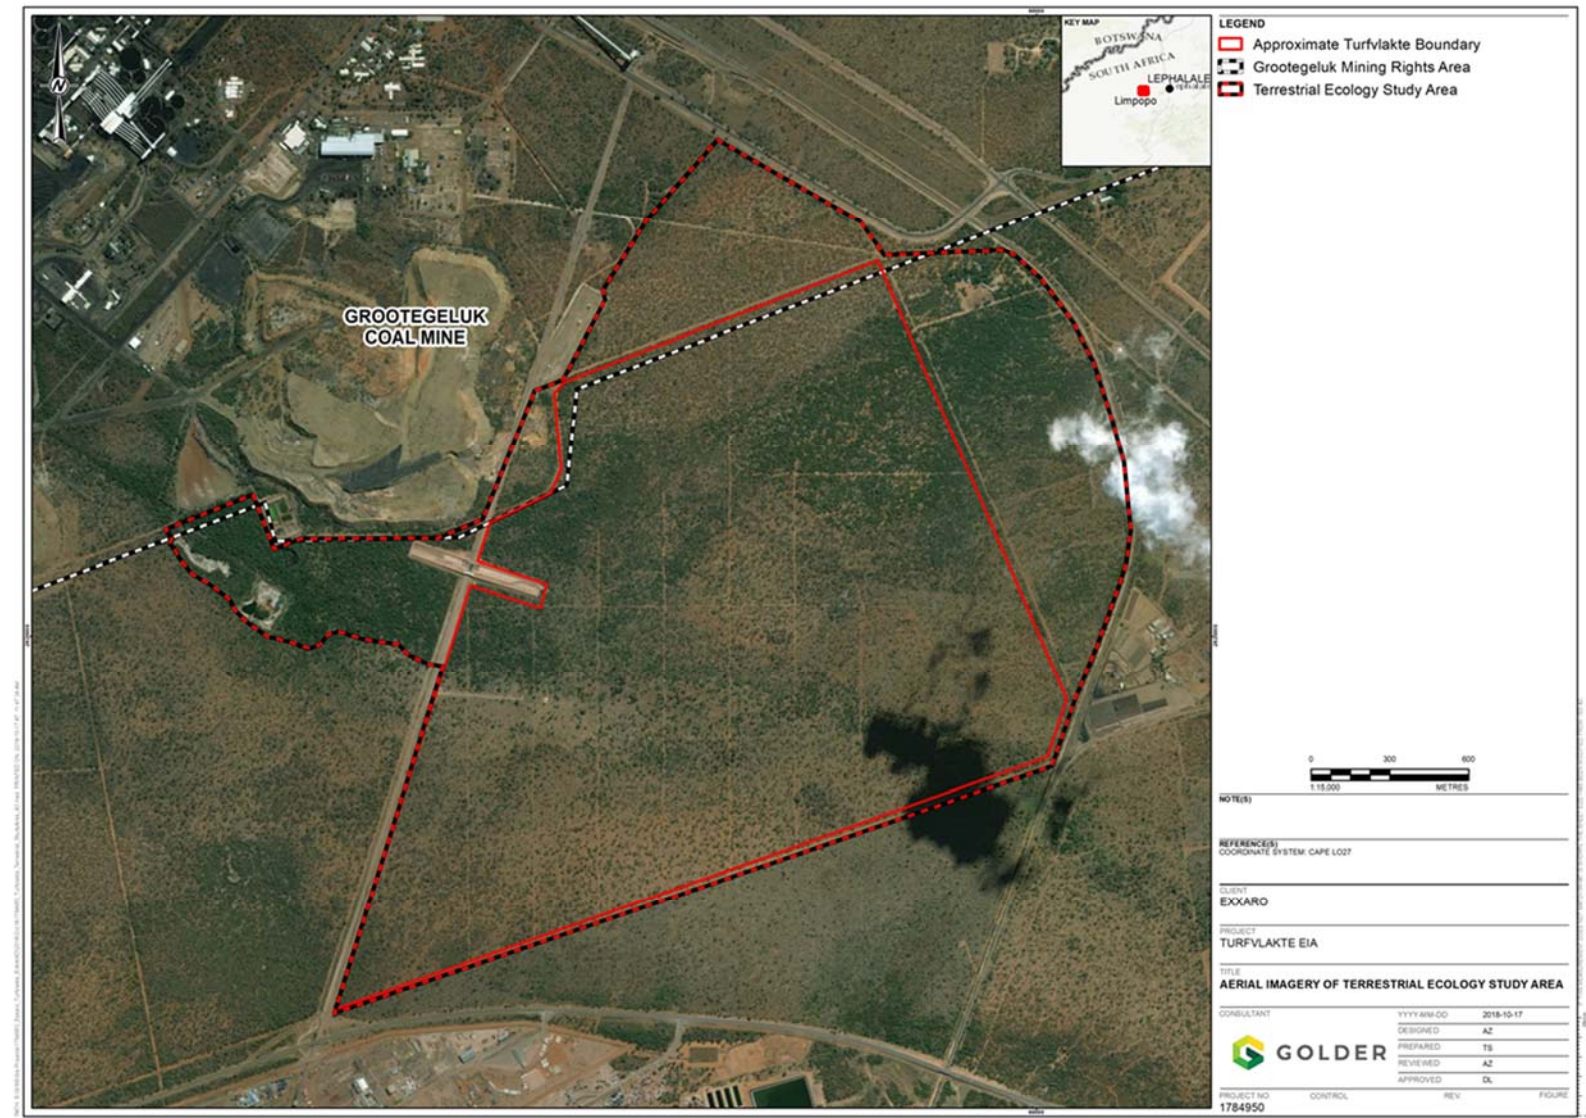 KEY MAP
BOTSWANA
SOUTH AFRICA
LEPHALALE
Limpopo
N
GROOTEGELUK
COAL MINE
LEGEND
Approximate Turfvlakte Boundary
Grootegeluk Mining Rights Area
Terrestrial Ecology Study Area
0 300 600
1:15,000 METRES
NOTE(S)
REFERENCE(S)
COORDINATE SYSTEM: CAPE LO27
CLIENT
EXXARO
PROJECT
TURFVLAKTE EIA
TITLE
AERIAL IMAGERY OF TERRESTRIAL ECOLOGY STUDY AREA
CONSULTANT
GOLDER
YYYY-MM-DD 2018-10-17
DESIGNED AZ
PREPARED TS
REVIEWED AZ
APPROVED DL
PROJECT NO. CONTROL REV. FIGURE
1784950